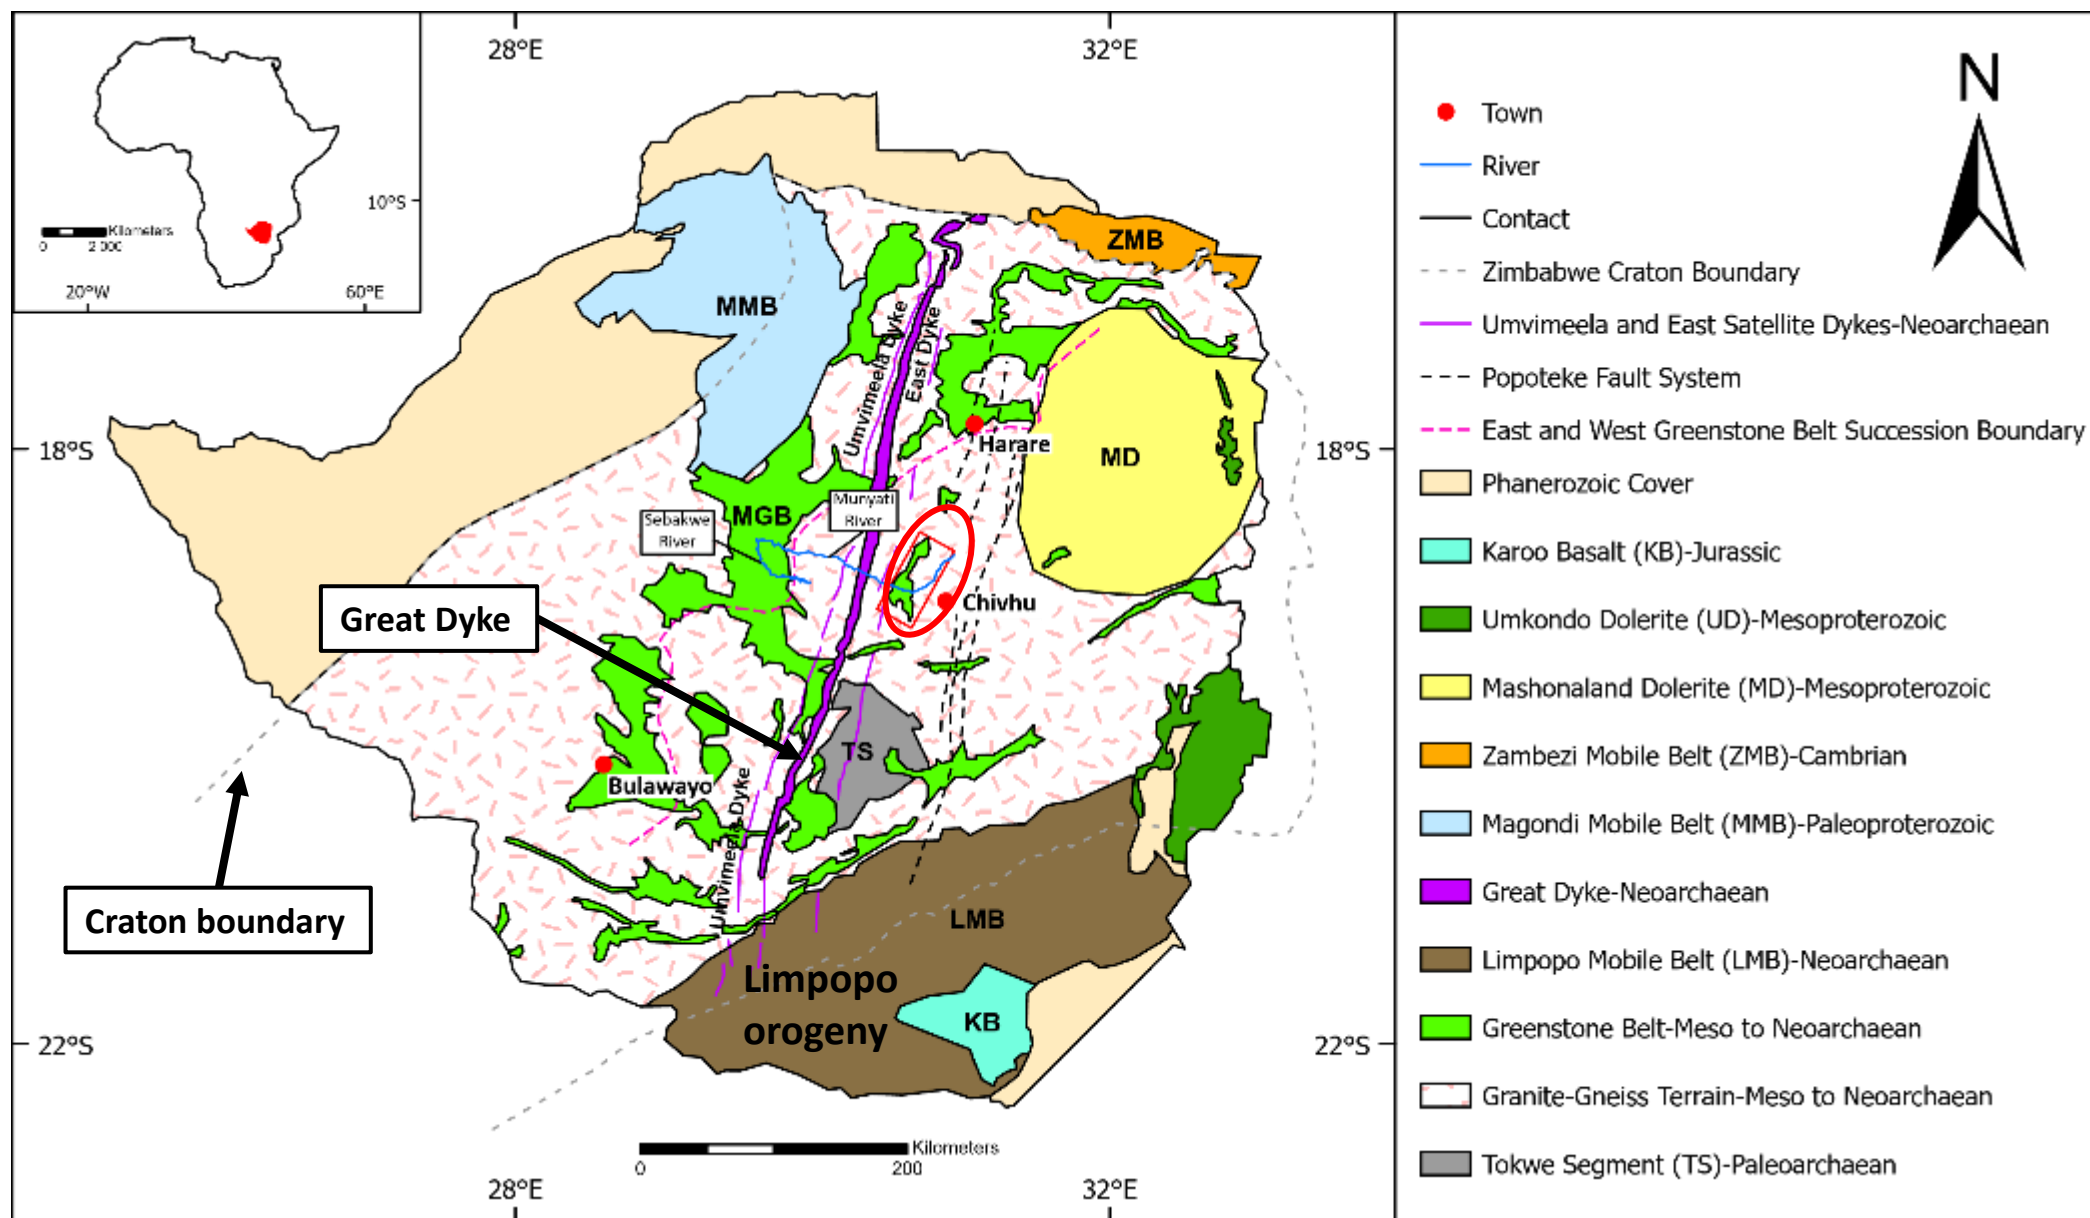 28°E
32°E
10°S
Kilometers
0
2 000
20°W
60°E
18°S
18°S
22°S
22°S
ZMB
MMB
Umvimeela Dyke
East Dyke
Harare
MD
MGB
Munyati
River
Sebakwe
River
Great Dyke
Chivhu
TS
Bulawayo
Umvimeela Dyke
Craton boundary
LMB
Limpopo
orogeny
KB
Kilometers
0
200
28°E
32°E
N
Town
River
Contact
Zimbabwe Craton Boundary
Umvimeela and East Satellite Dykes-Neoarchaean
Popoteke Fault System
East and West Greenstone Belt Succession Boundary
Phanerozoic Cover
Karoo Basalt (KB)-Jurassic
Umkondo Dolerite (UD)-Mesoproterozoic
Mashonaland Dolerite (MD)-Mesoproterozoic
Zambezi Mobile Belt (ZMB)-Cambrian
Magondi Mobile Belt (MMB)-Paleoproterozoic
Great Dyke-Neoarchaean
Limpopo Mobile Belt (LMB)-Neoarchaean
Greenstone Belt-Meso to Neoarchaean
Granite-Gneiss Terrain-Meso to Neoarchaean
Tokwe Segment (TS)-Paleoarchaean